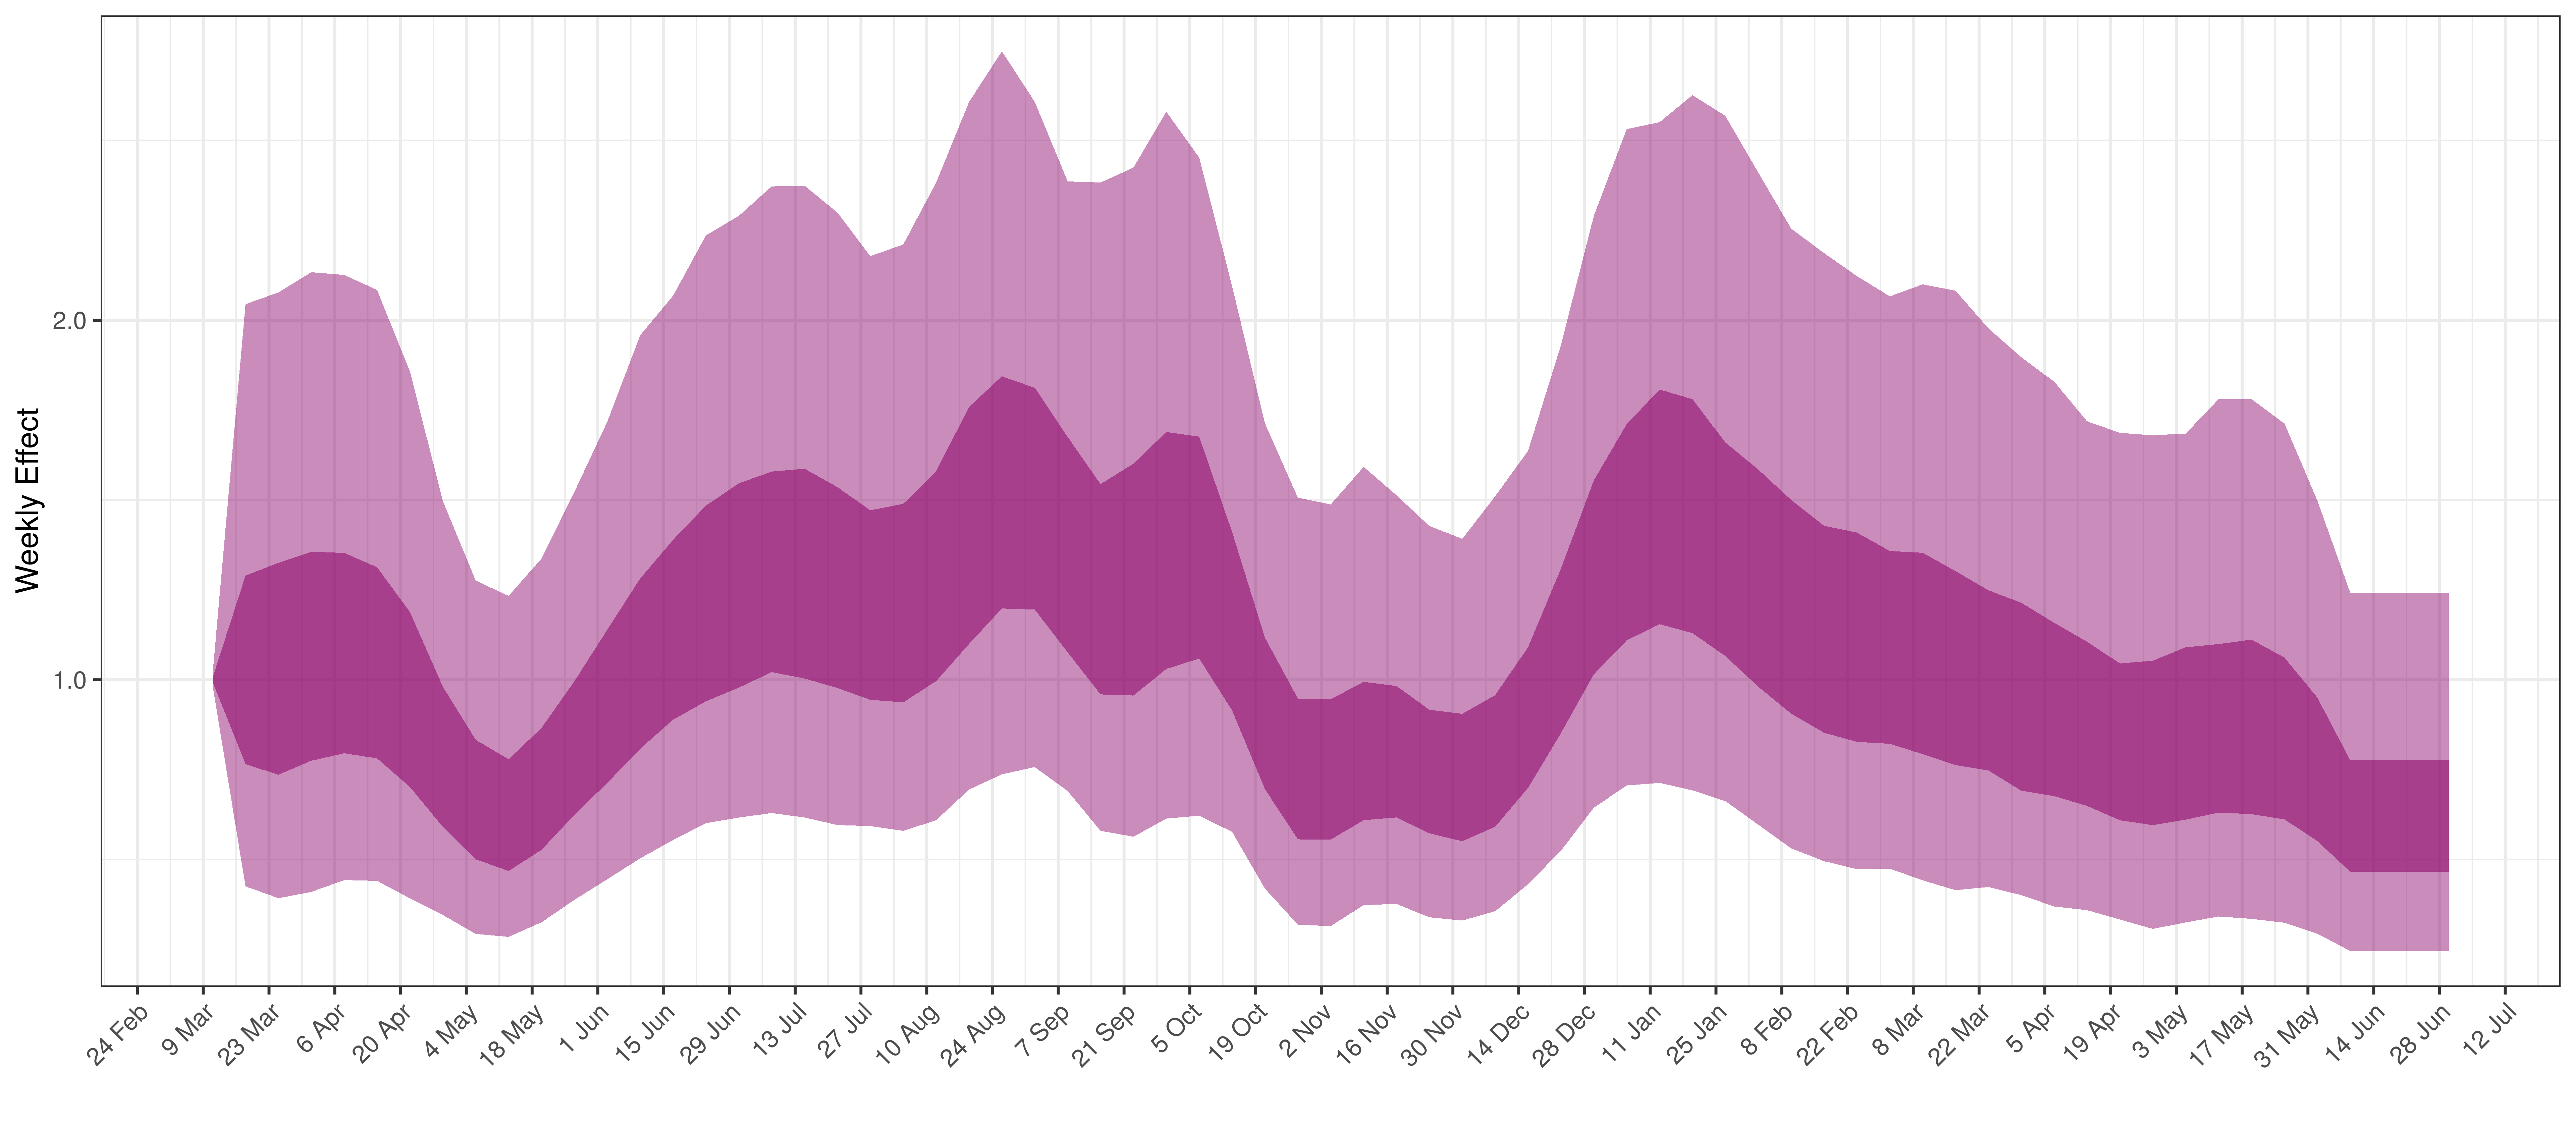 Weekly Effect
2.0
1.0
24 Feb
9 Mar
23 Mar
6 Apr
20 Apr
4 May
18 May
1 Jun
15 Jun
29 Jun
13 Jul
27 Jul
10 Aug
24 Aug
7 Sep
21 Sep
5 Oct
19 Oct
2 Nov
16 Nov
30 Nov
14 Dec
28 Dec
11 Jan
25 Jan
8 Feb
22 Feb
8 Mar
22 Mar
5 Apr
19 Apr
3 May
17 May
31 May
14 Jun
28 Jun
12 Jul